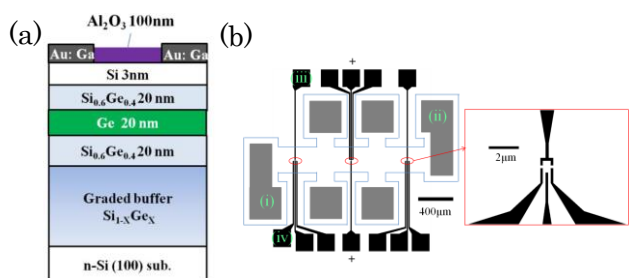 (a)
Al₂O₃ 100nm
Au: Ga
Au: Ga
Si 3nm
Si₀.₆Ge₀.₄ 20 nm
Ge 20 nm
Si₀.₆Ge₀.₄ 20 nm
Graded buffer
Si₁₋ₓGeₓ
n-Si (100) sub.
(b)
+
(iii)
(ii)
(i)
(iv)
+
400μm
2μm